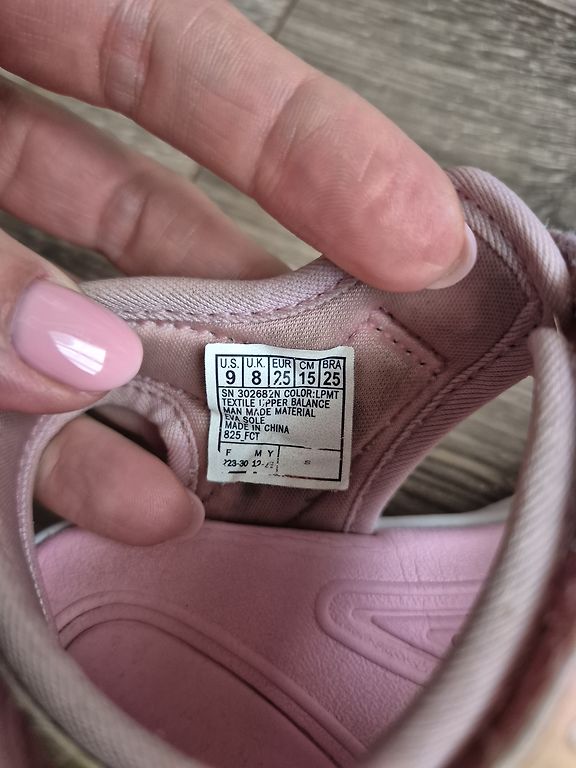 U.S. U.K. EUR CM BRA
9 8 25 15 25
SN 302682N COLOR:LPMT
TEXTILE UPPER BALANCE
MAN MADE MATERIAL
EVA SOLE
MADE IN CHINA
825_FCT
F M Y